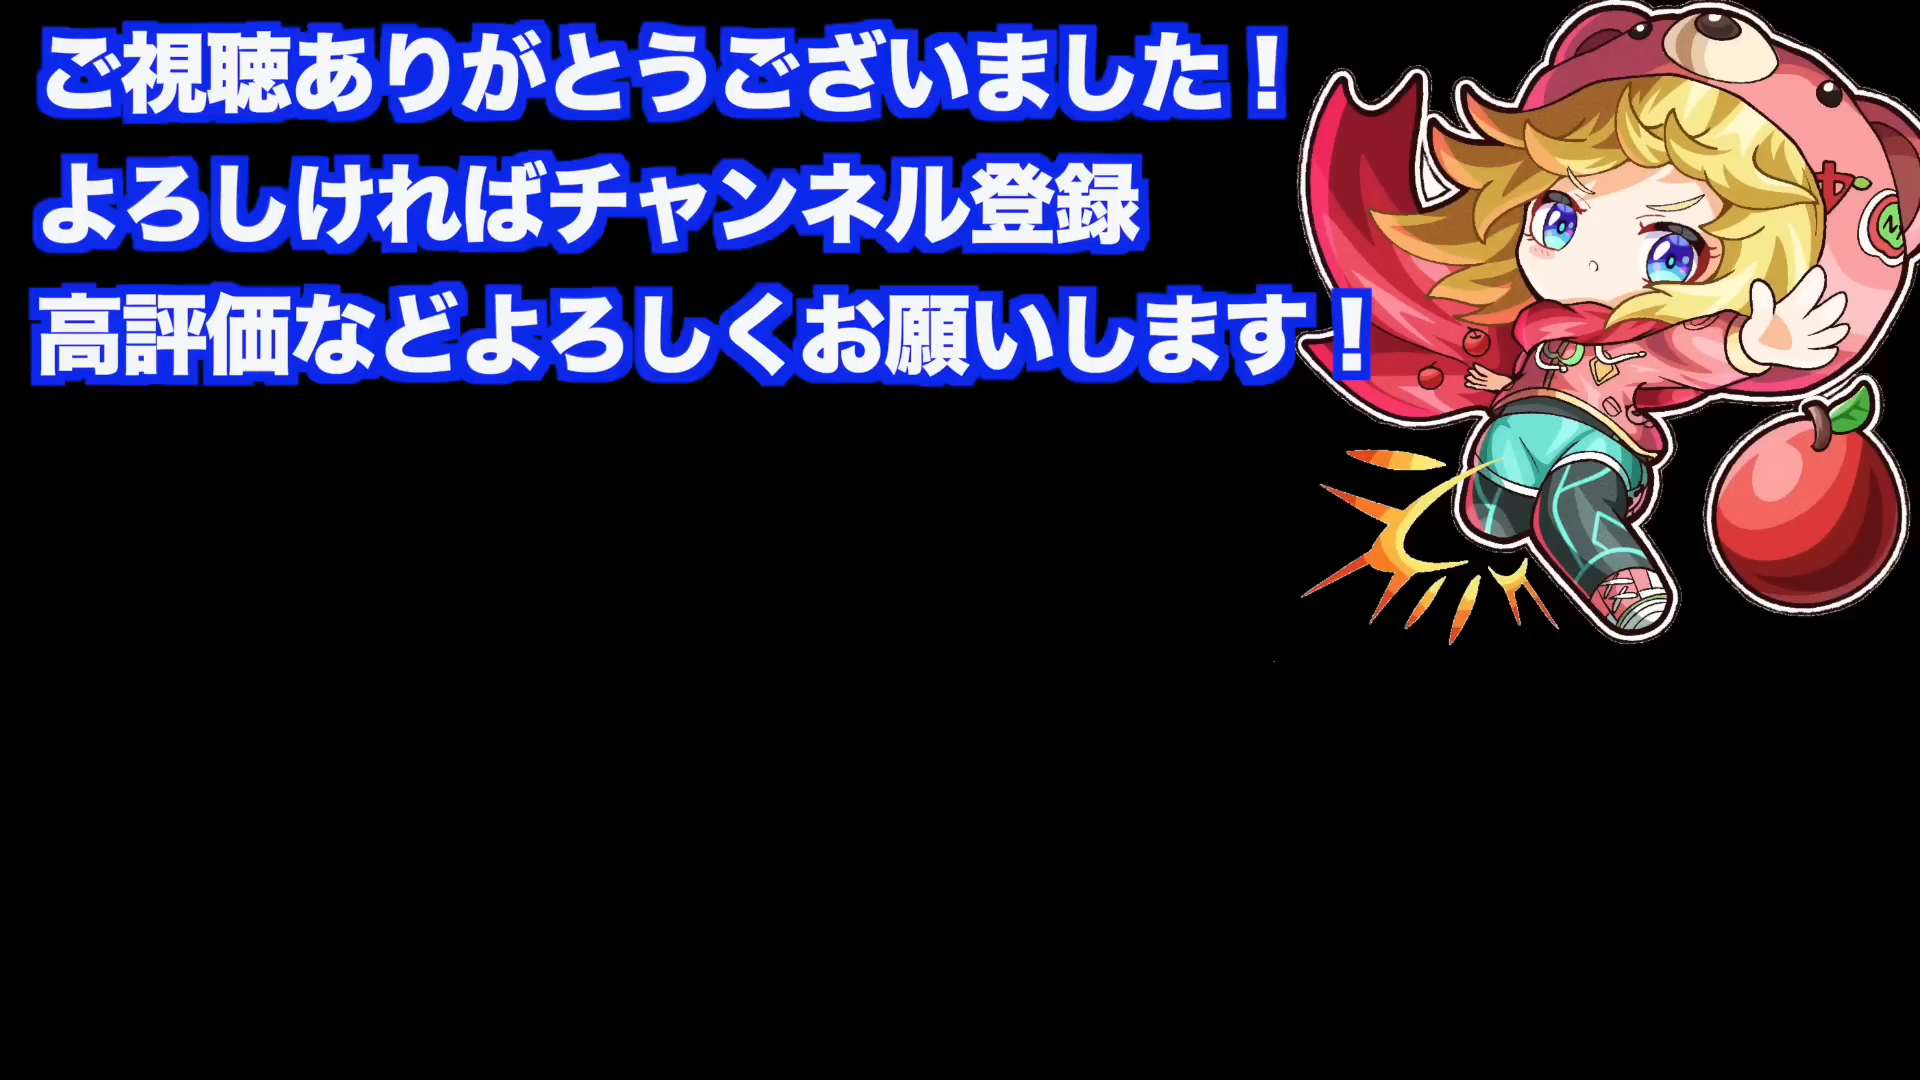 ご視聴ありがとうございました！
よろしければチャンネル登録
高評価などよろしくお願いします！